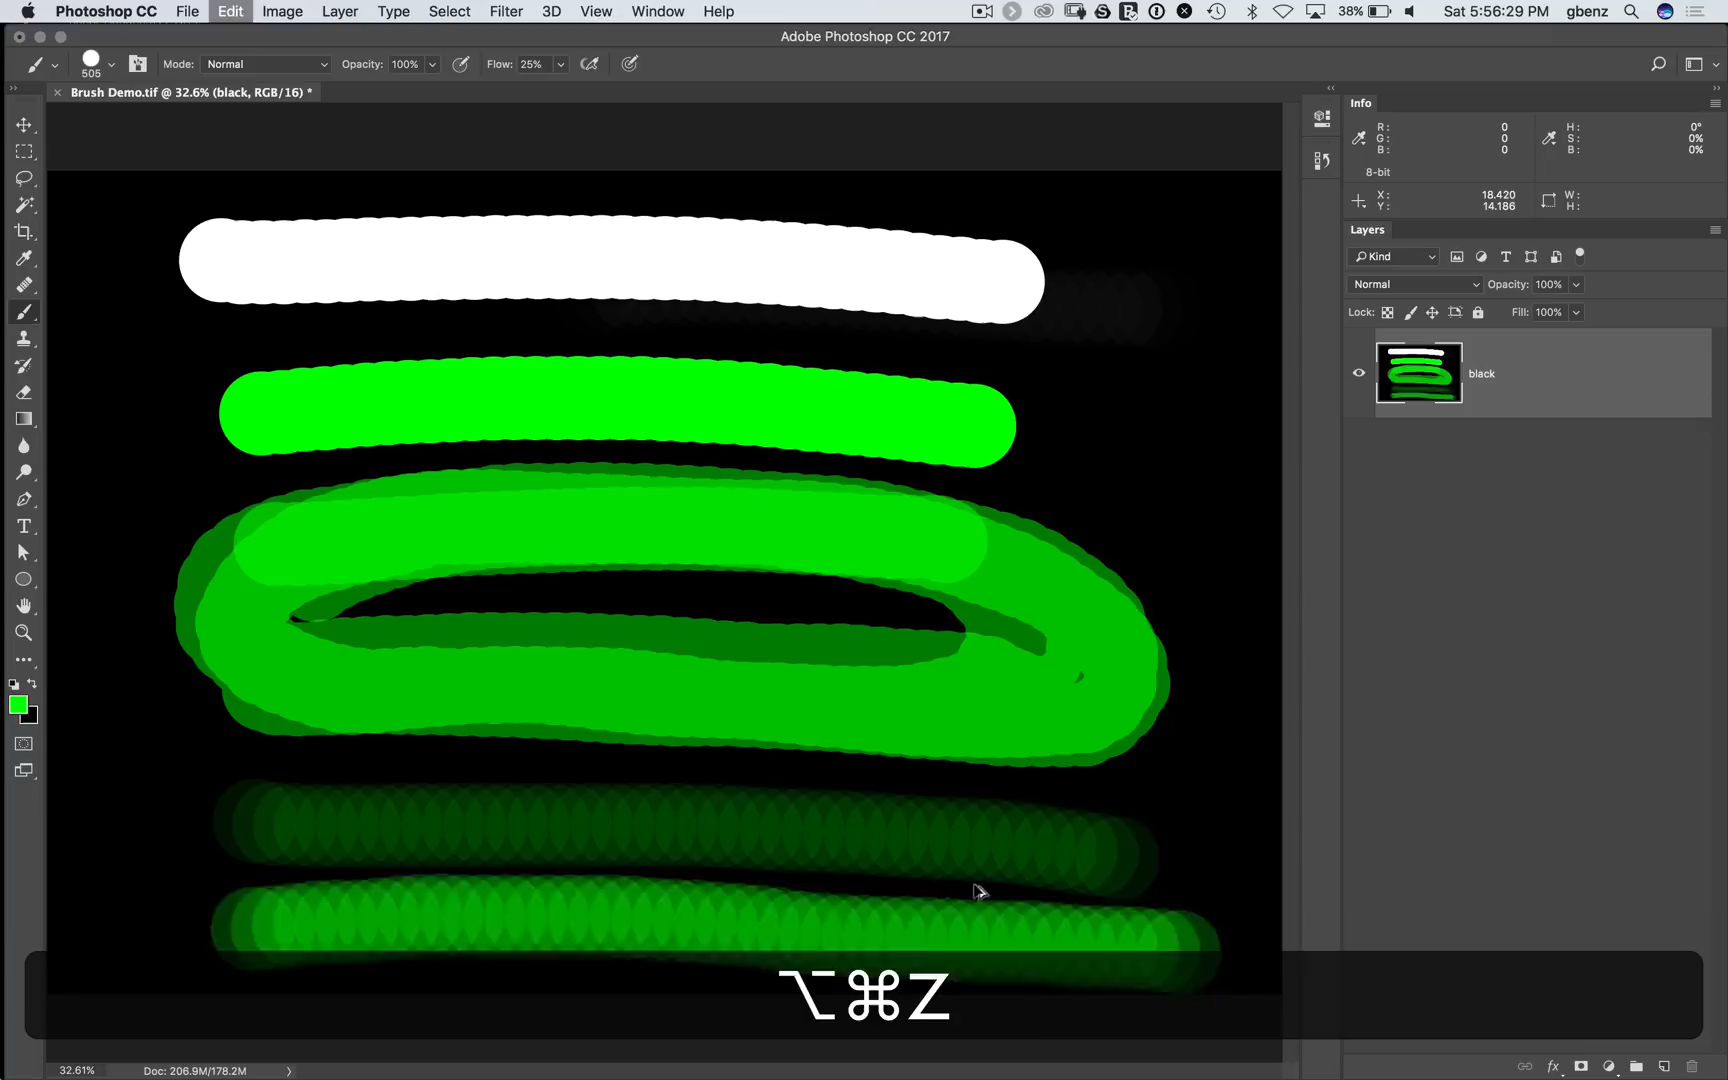 Photoshop CC File Edit Image Layer Type Select Filter 3D View Window Help 38% Sat 5:56:29 PM gbenz
Adobe Photoshop CC 2017
505 Mode: Normal Opacity: 100% Flow: 25%
Brush Demo.tif @ 32.6% (black, RGB/16) *
Info
R: 0 H: 0°
G: 0 S: 0%
B: 0 B: 0%
8-bit
X: 18.420 W:
Y: 14.186 H:
Layers
Kind
Normal Opacity: 100%
Lock: Fill: 100%
black
⌥⌘Z
32.61% Doc: 206.9M/178.2M